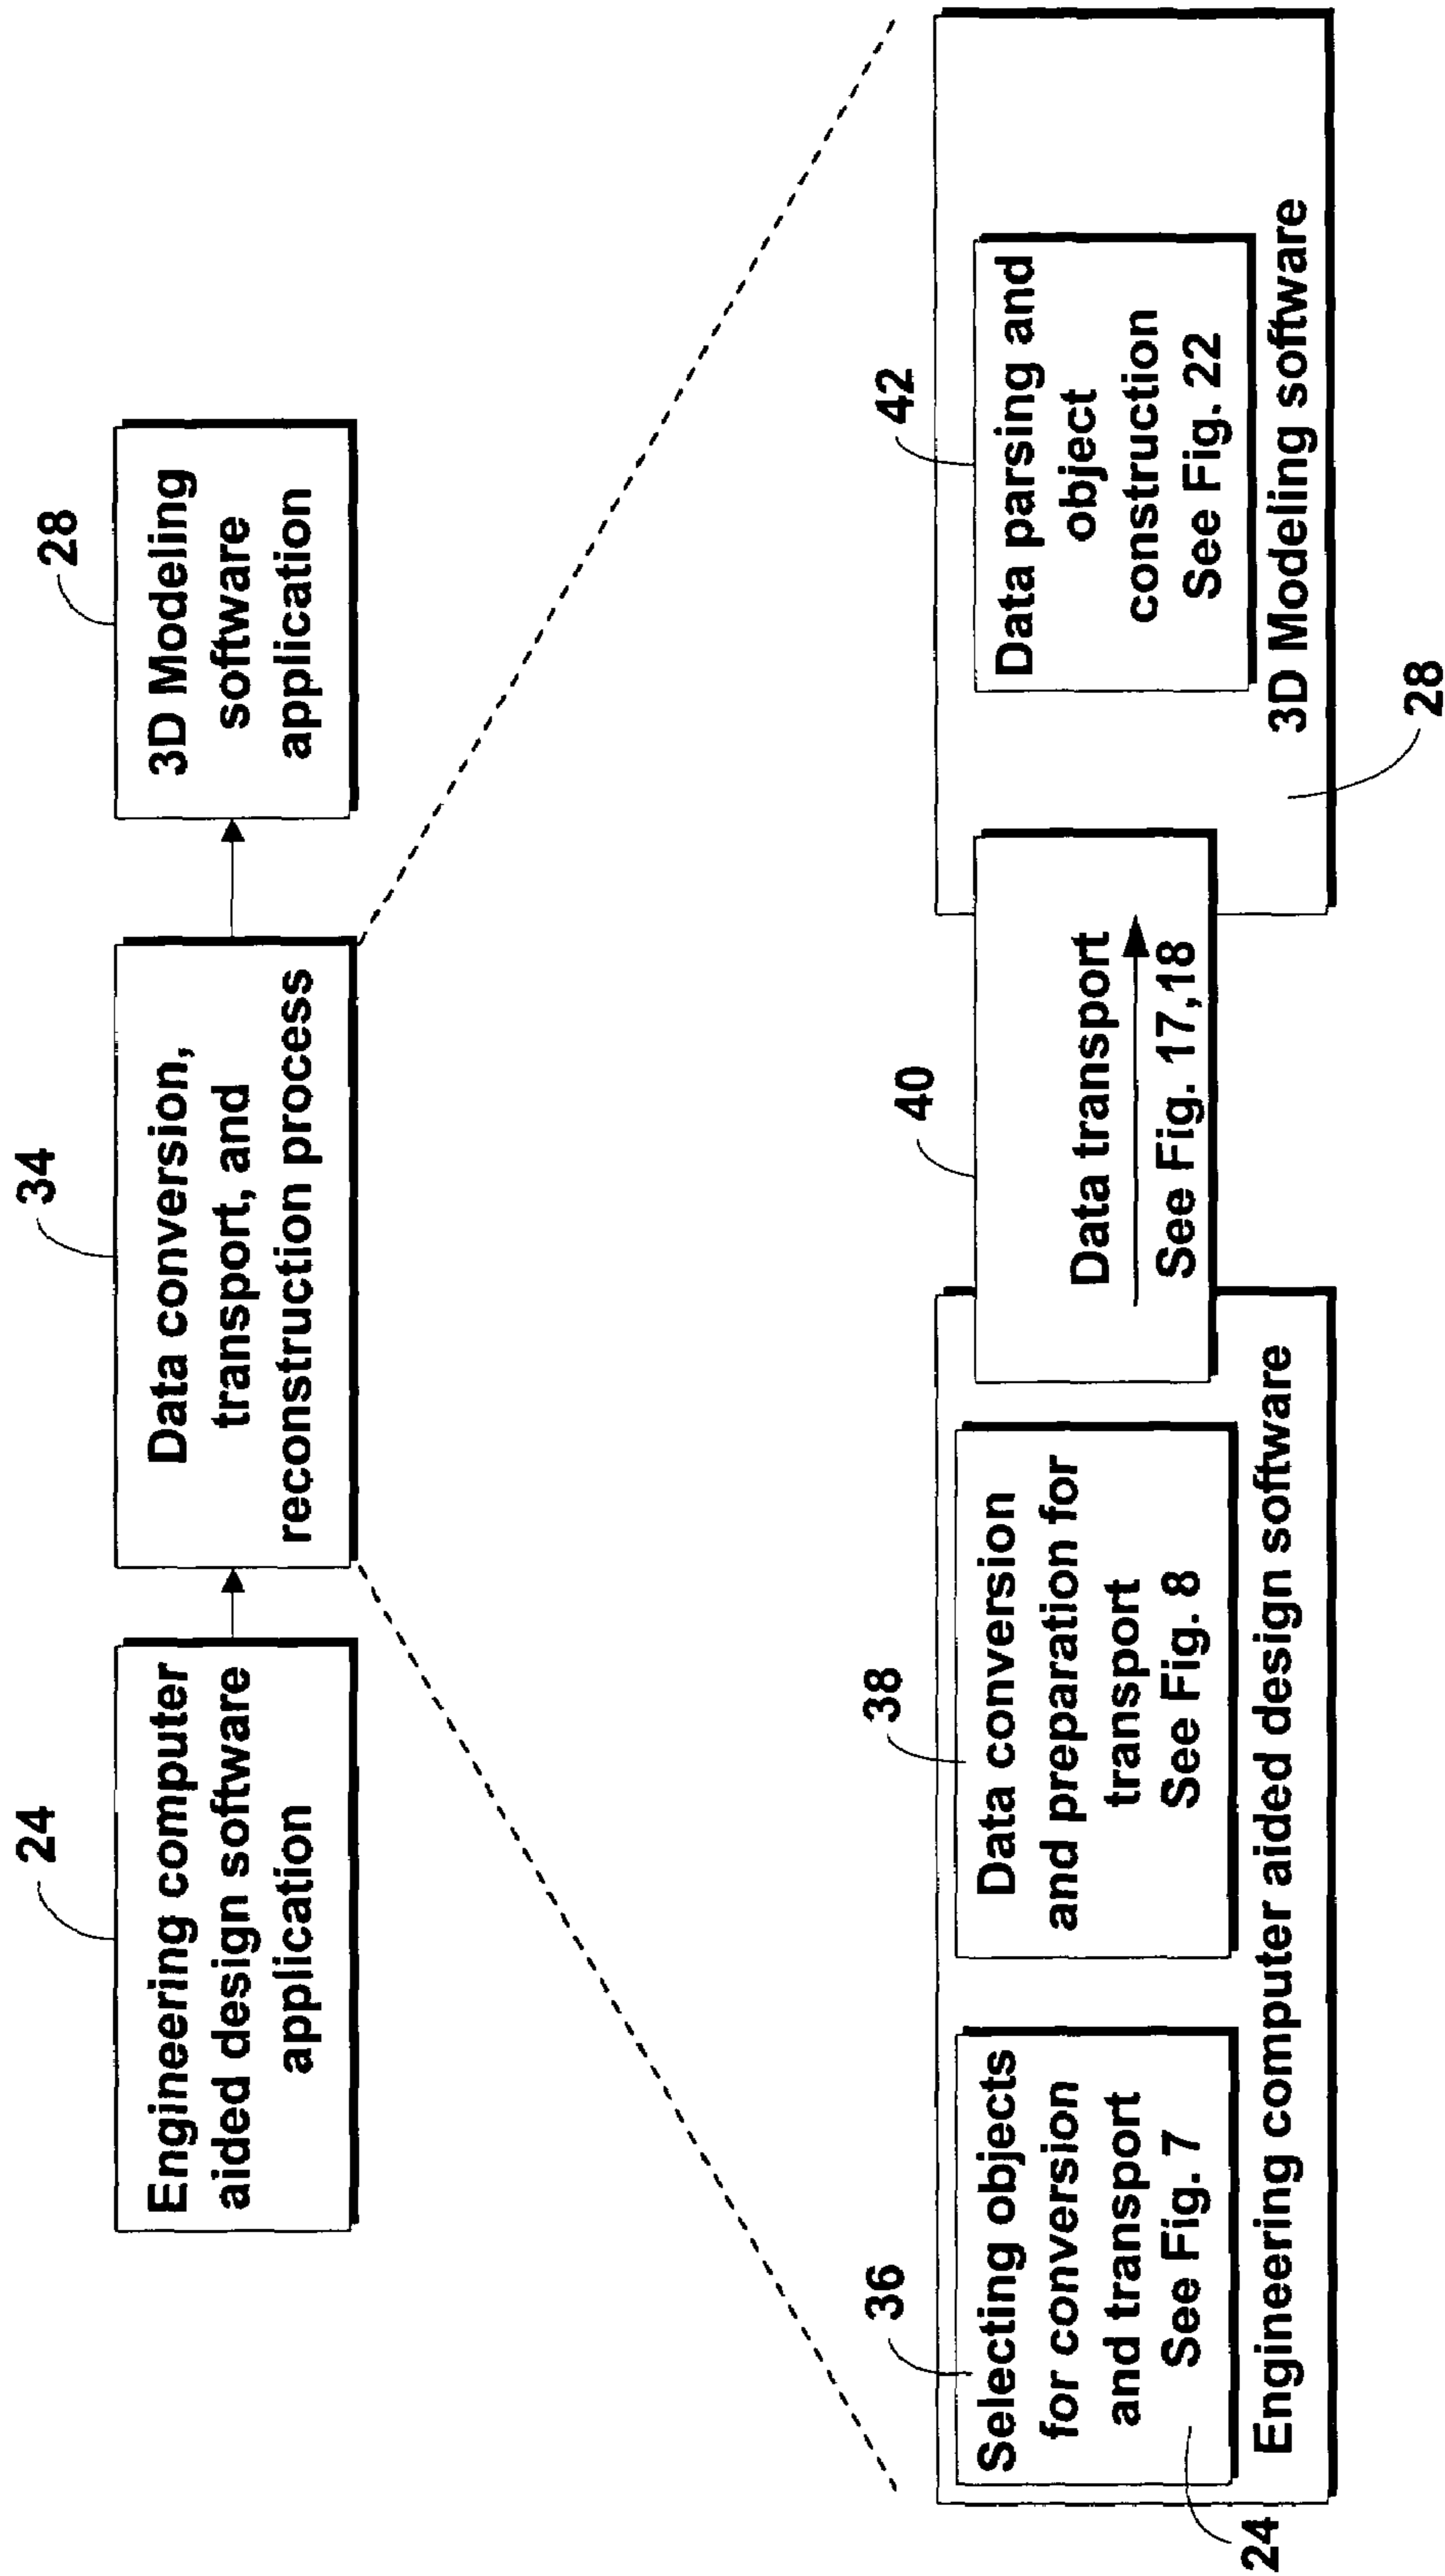 24
Engineering computer
aided design software
application
34
Data conversion,
transport, and
reconstruction process
28
3D Modeling
software
application
36
Selecting objects
for conversion
and transport
See Fig. 7
24
38
Data conversion
and preparation for
transport
See Fig. 8
Engineering computer aided design software
40
Data transport
See Fig. 17,18
42
Data parsing and
object
construction
See Fig. 22
3D Modeling software
28